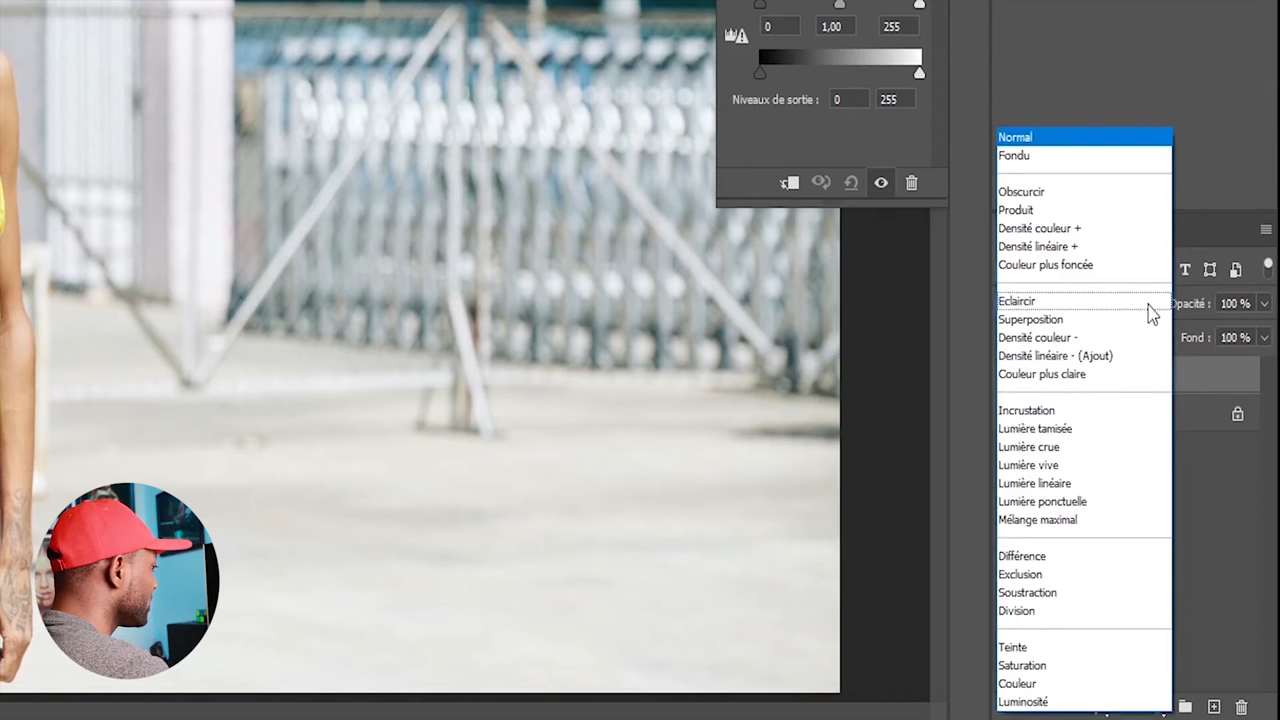 0 1,00 255
Niveaux de sortie : 0 255
Normal
Fondu
Obscurcir
Produit
Densité couleur +
Densité linéaire +
Couleur plus foncée
Eclaircir
Superposition
Densité couleur -
Densité linéaire - (Ajout)
Couleur plus claire
Incrustation
Lumière tamisée
Lumière crue
Lumière vive
Lumière linéaire
Lumière ponctuelle
Mélange maximal
Différence
Exclusion
Soustraction
Division
Teinte
Saturation
Couleur
Luminosité
T
Opacité : 100 %
Fond : 100 %